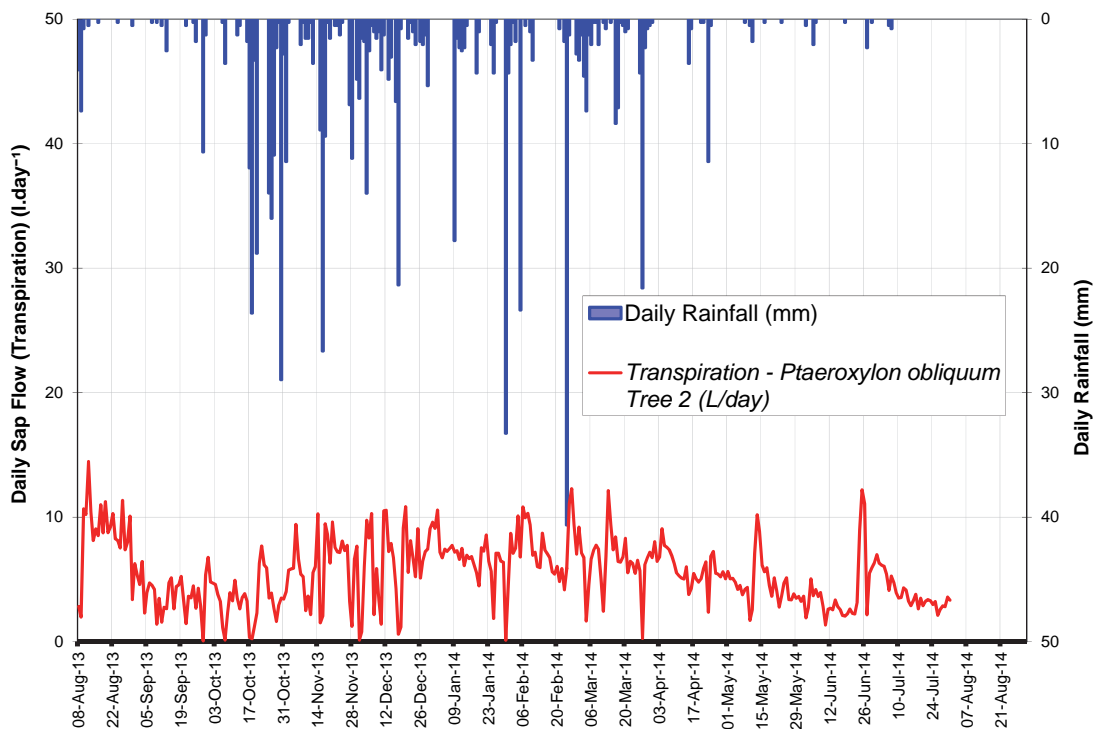 Daily Sap Flow (Transpiration) (l.day⁻¹)
50
40
30
20
10
0
0
10
20
30
40
50
Daily Rainfall (mm)
Daily Rainfall (mm)
Transpiration - Ptaeroxylon obliquum
Tree 2 (L/day)
08-Aug-13
22-Aug-13
05-Sep-13
19-Sep-13
03-Oct-13
17-Oct-13
31-Oct-13
14-Nov-13
28-Nov-13
12-Dec-13
26-Dec-13
09-Jan-14
23-Jan-14
06-Feb-14
20-Feb-14
06-Mar-14
20-Mar-14
03-Apr-14
17-Apr-14
01-May-14
15-May-14
29-May-14
12-Jun-14
26-Jun-14
10-Jul-14
24-Jul-14
07-Aug-14
21-Aug-14